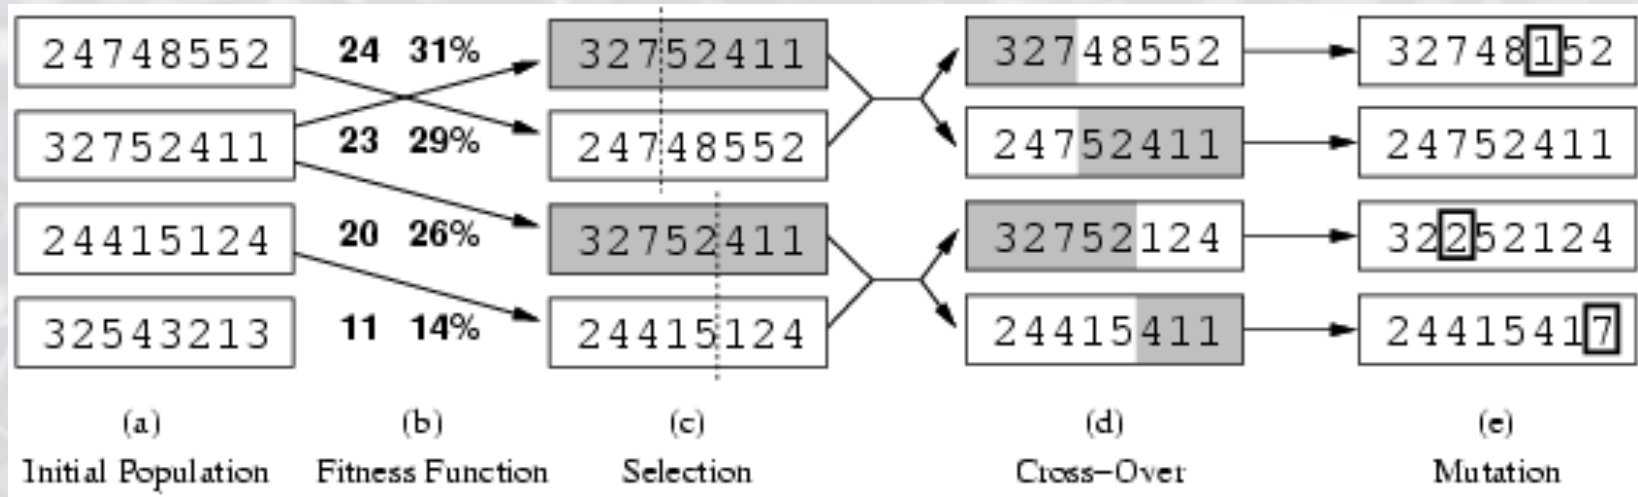 24748552 24 31% 32752411 32748552 32748152
32752411 23 29% 24748552 24752411 24752411
24415124 20 26% 32752411 32752124 32252124
32543213 11 14% 24415124 24415411 24415417
(a) (b) (c) (d) (e)
Initial Population Fitness Function Selection Cross-Over Mutation